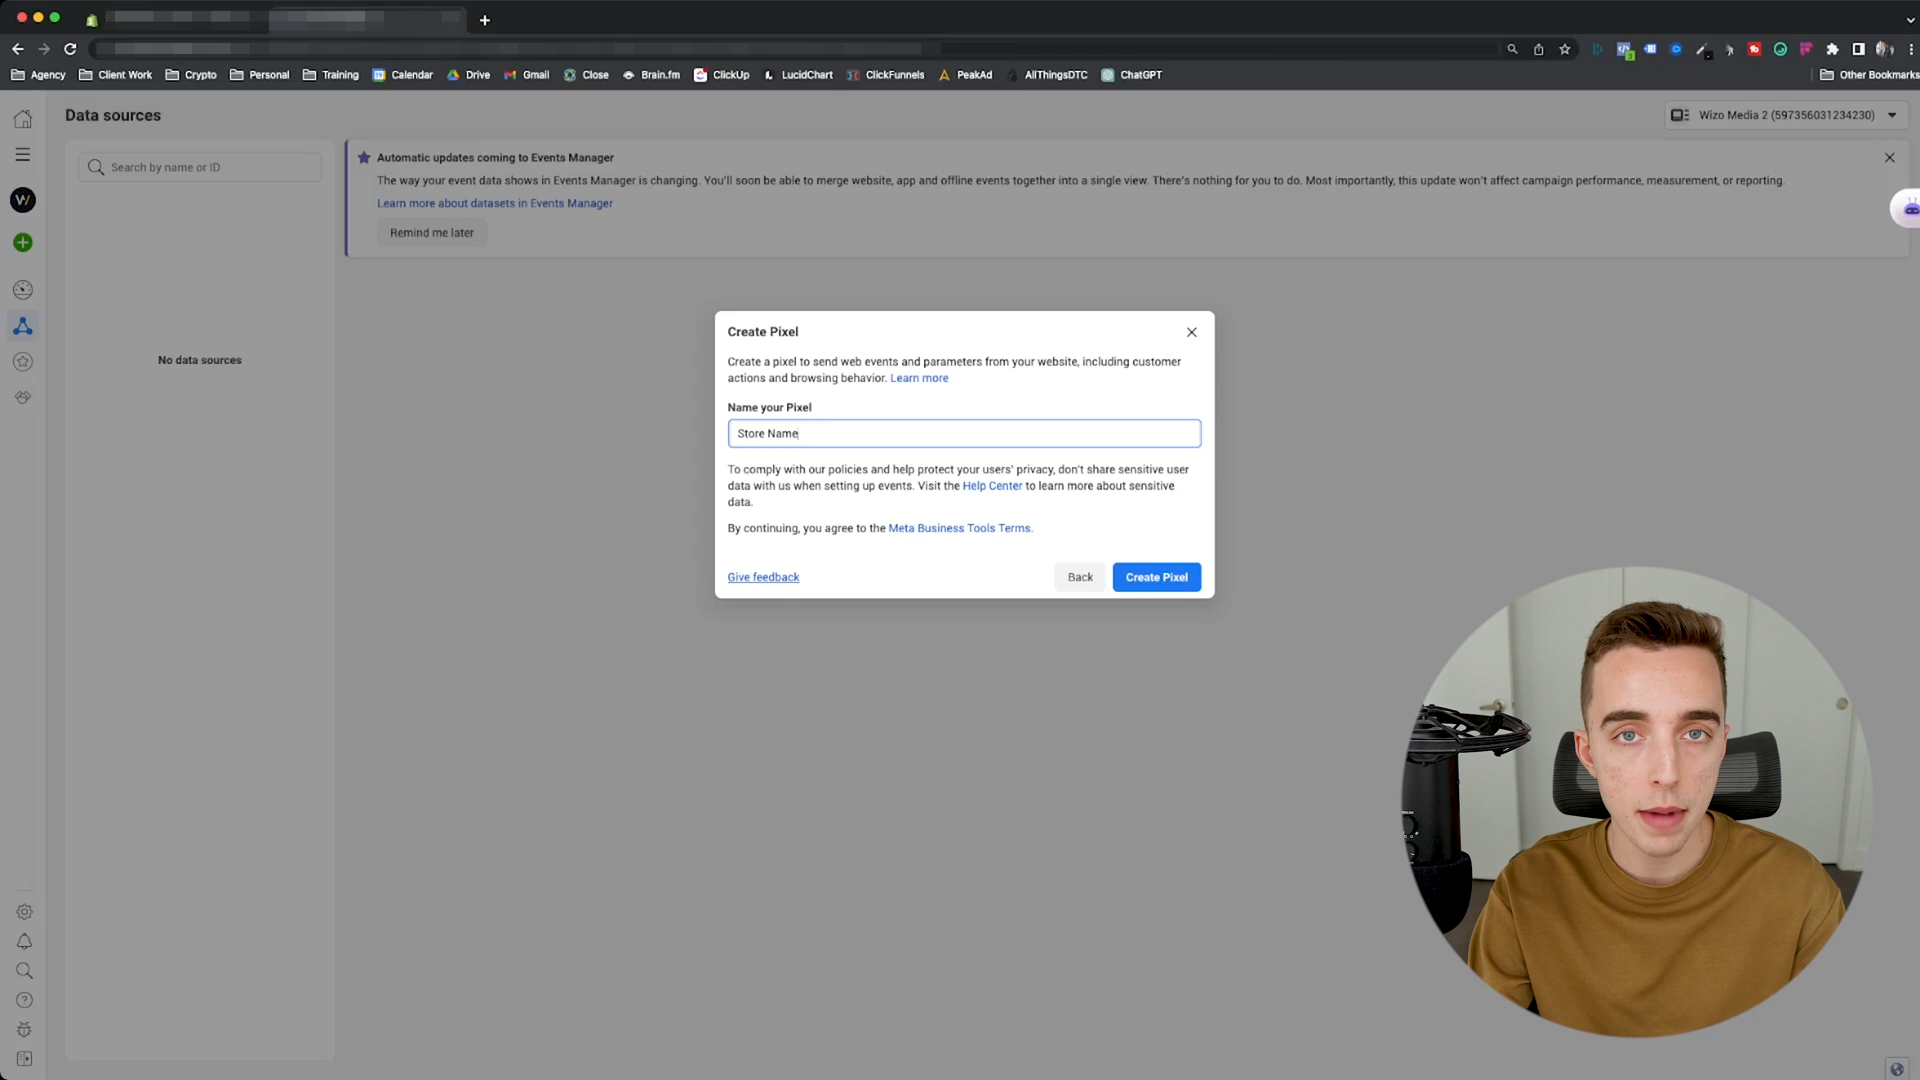 Agency
Client Work
Crypto
Personal
Training
Calendar
Drive
Gmail
Close
Brain.fm
ClickUp
LucidChart
ClickFunnels
PeakAd
AllThingsDTC
ChatGPT
Other Bookmarks
Data sources
Wizo Media 2 (597356031234230)
Search by name or ID
Automatic updates coming to Events Manager
The way your event data shows in Events Manager is changing. You'll soon be able to merge website, app and offline events together into a single view. There's nothing for you to do. Most importantly, this update won't affect campaign performance, measurement, or reporting.
Learn more about datasets in Events Manager
Remind me later
No data sources
Create Pixel
Create a pixel to send web events and parameters from your website, including customer
actions and browsing behavior. Learn more
Name your Pixel
Store Name
To comply with our policies and help protect your users' privacy, don't share sensitive user
data with us when setting up events. Visit the Help Center to learn more about sensitive
data.
By continuing, you agree to the Meta Business Tools Terms.
Give feedback
Back
Create Pixel